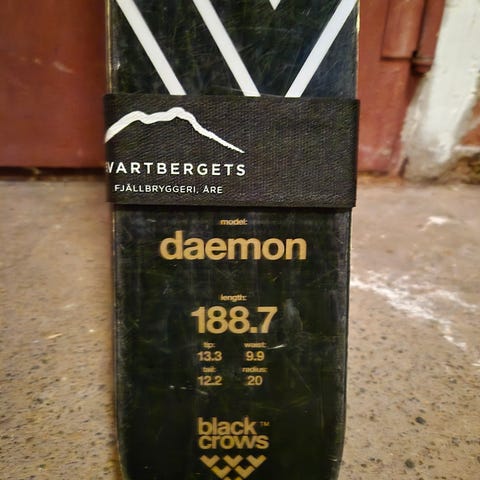 WARTBERGETS
FJÄLLBRYGGERI, ÅRE
model:
daemon
length:
188.7
tip: waist:
13.3 9.9
tail: radius:
12.2 20
black™
crows